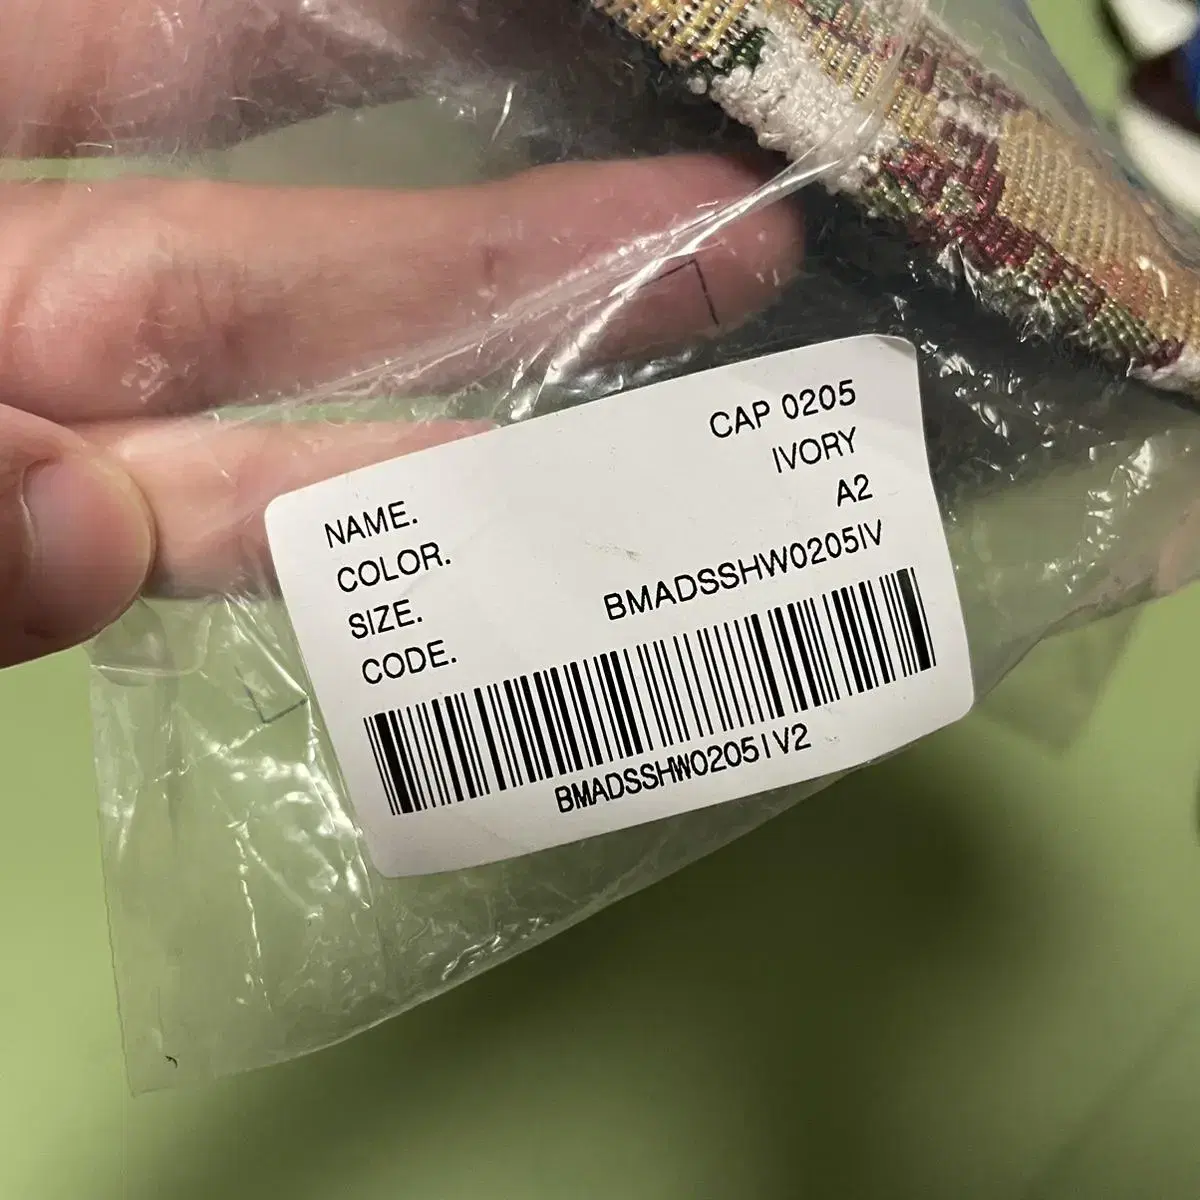 NAME. CAP 0205
COLOR. IVORY
SIZE. A2
CODE. BMADSSHW0205IV
BMADSSHW0205IV2